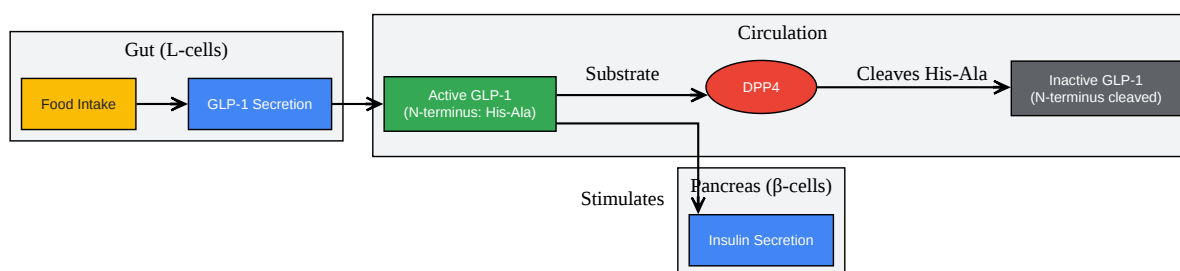 Gut (L-cells)
Food Intake
GLP-1 Secretion
Circulation
Active GLP-1
(N-terminus: His-Ala)
Substrate
DPP4
Cleaves His-Ala
Inactive GLP-1
(N-terminus cleaved)
Stimulates
Pancreas (β-cells)
Insulin Secretion